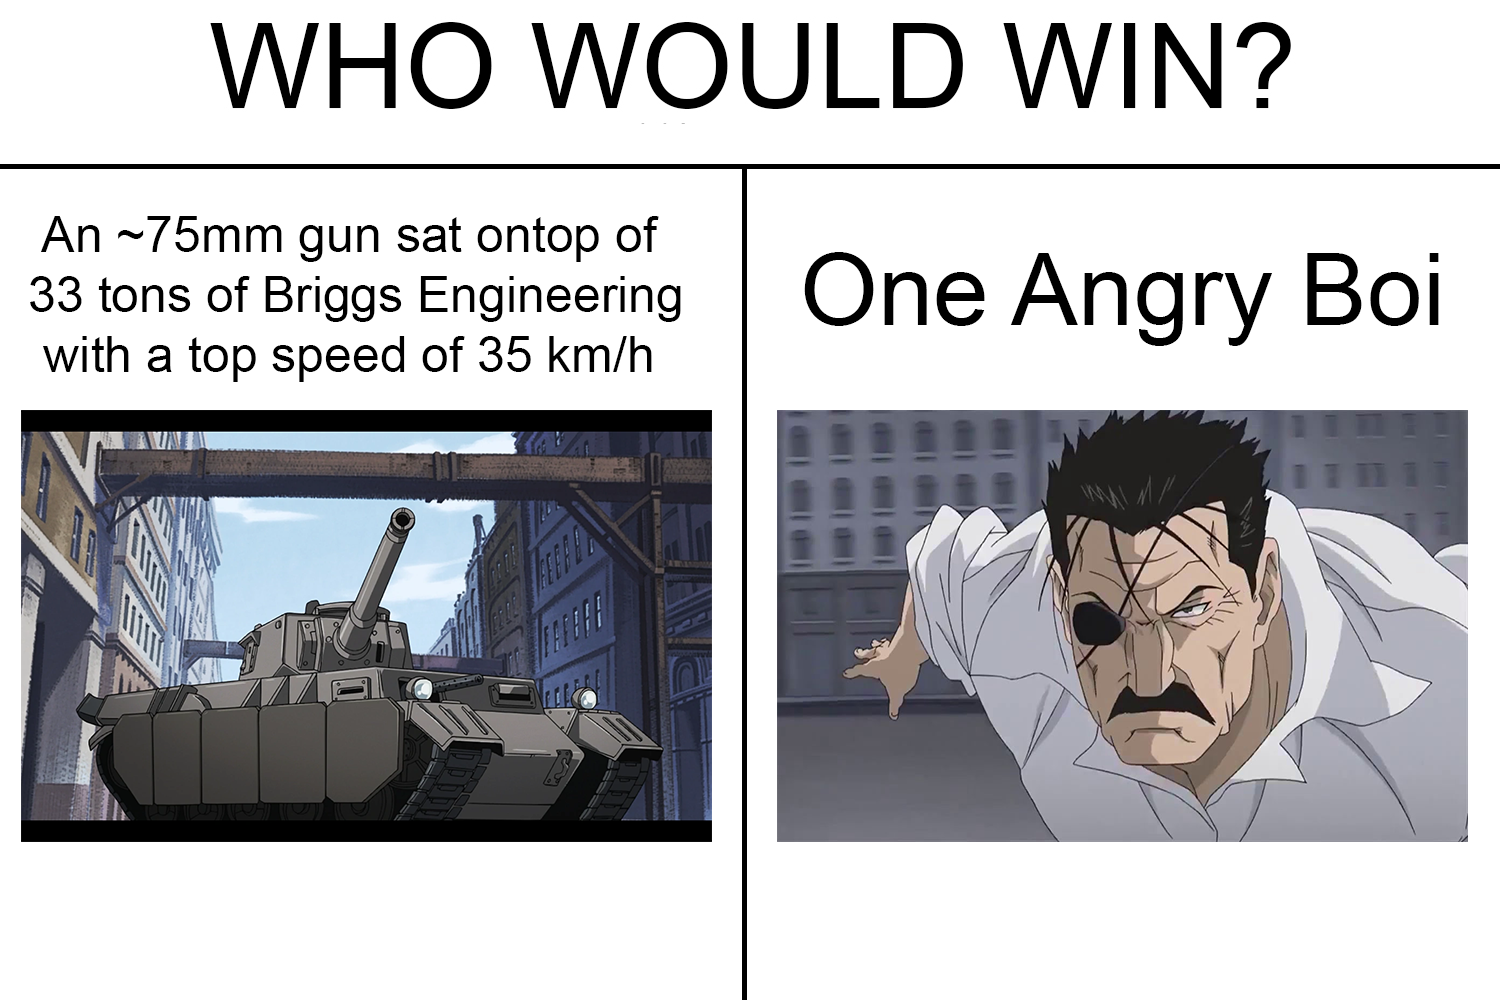 WHO WOULD WIN?
An ~75mm gun sat ontop of
33 tons of Briggs Engineering
with a top speed of 35 km/h
One Angry Boi